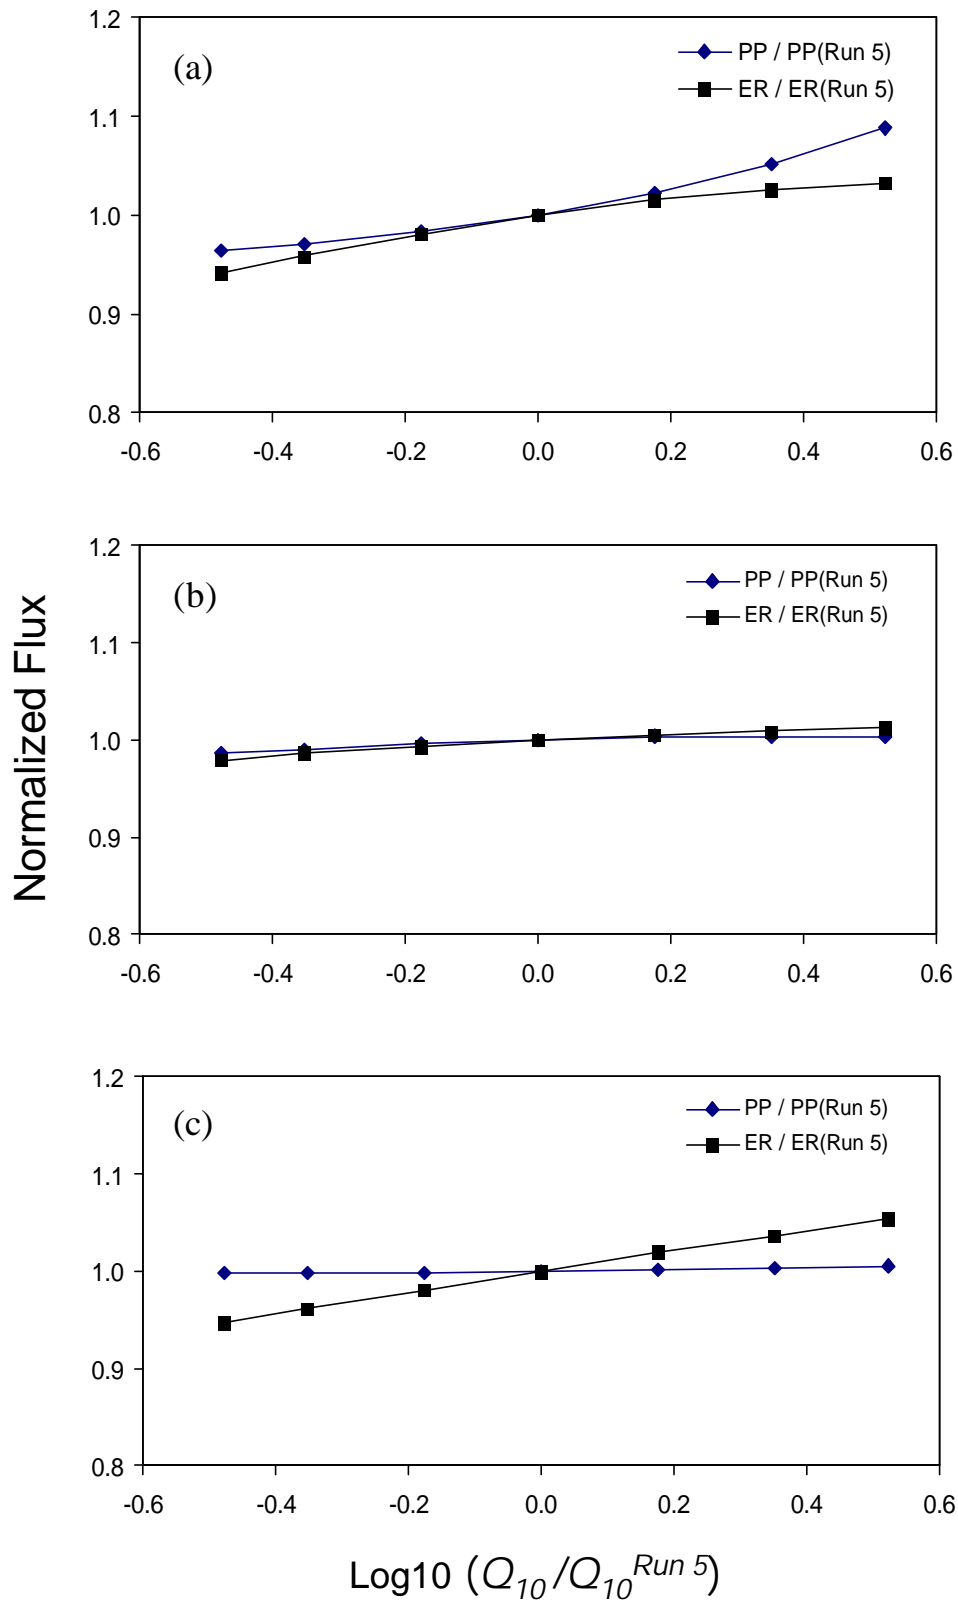 Normalized Flux
1.2
(a)
PP / PP(Run 5)
ER / ER(Run 5)
1.1
1.0
0.9
0.8
-0.6 -0.4 -0.2 0.0 0.2 0.4 0.6
1.2
(b)
PP / PP(Run 5)
ER / ER(Run 5)
1.1
1.0
0.9
0.8
-0.6 -0.4 -0.2 0.0 0.2 0.4 0.6
1.2
(c)
PP / PP(Run 5)
ER / ER(Run 5)
1.1
1.0
0.9
0.8
-0.6 -0.4 -0.2 0.0 0.2 0.4 0.6
Log10 (Q10/Q10Run 5)